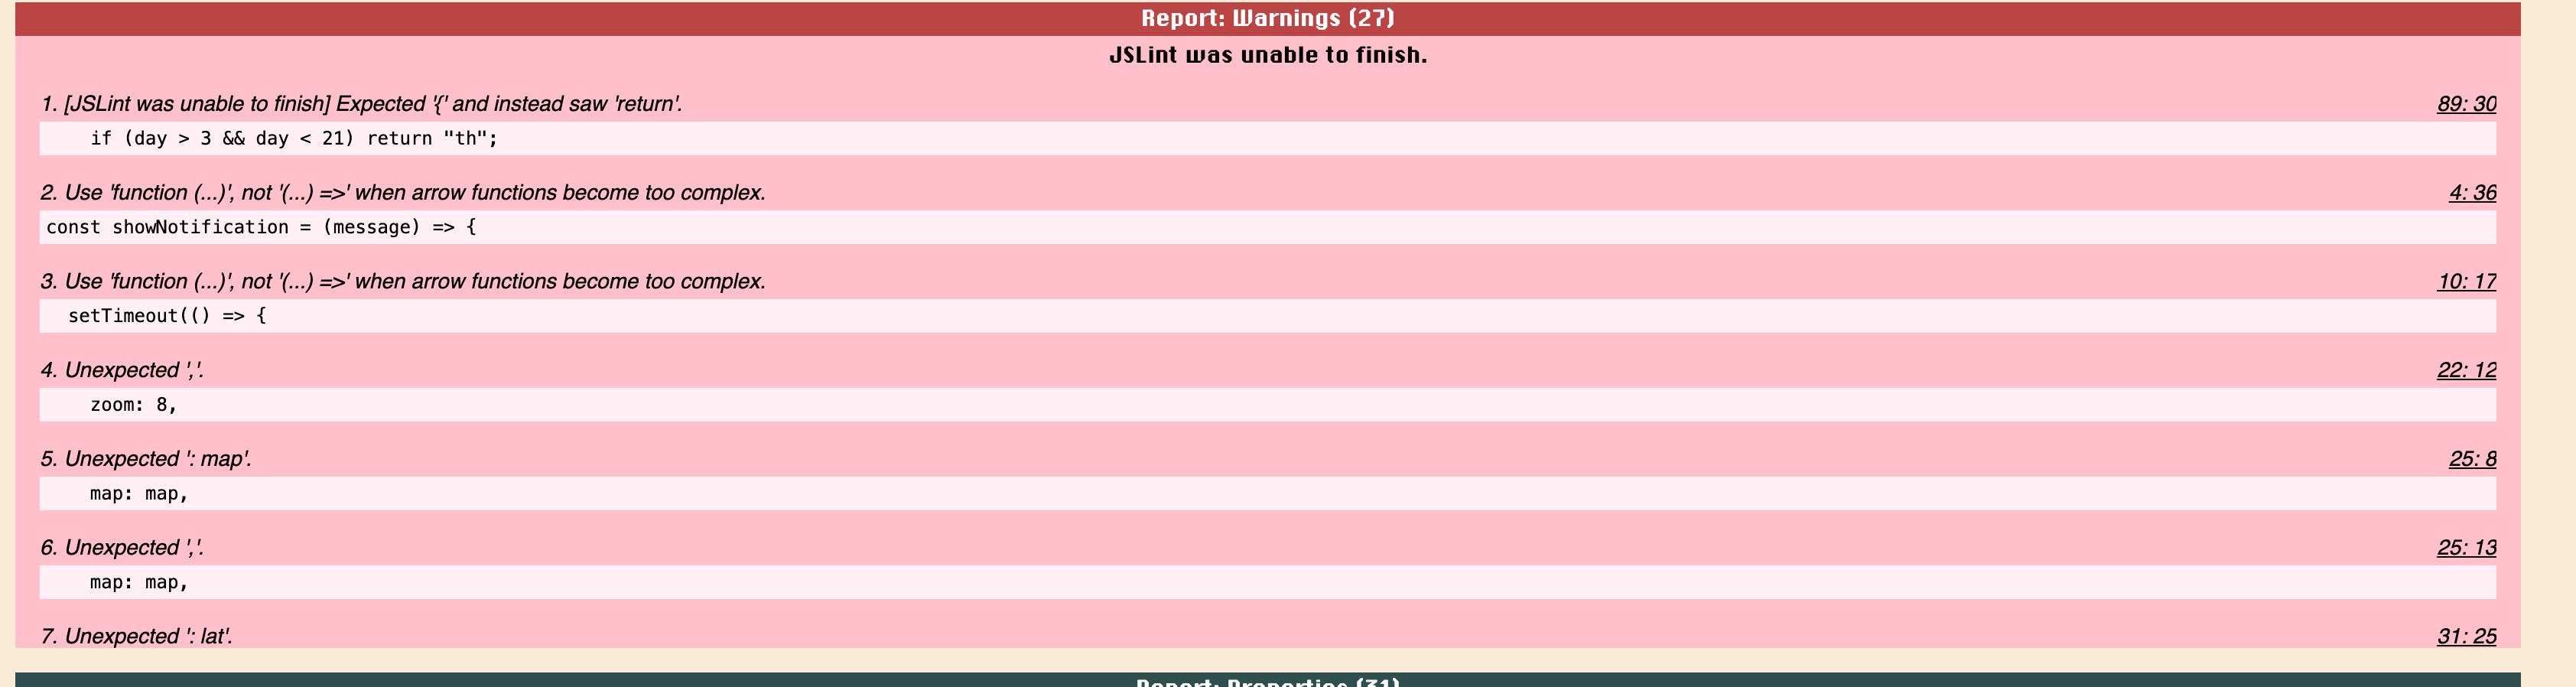 Report: Warnings (27)
JSLint was unable to finish.
1. [JSLint was unable to finish] Expected '{' and instead saw 'return'. 89: 30
if (day > 3 && day < 21) return "th";
2. Use 'function (...)', not '(...) =>' when arrow functions become too complex. 4: 36
const showNotification = (message) => {
3. Use 'function (...)', not '(...) =>' when arrow functions become too complex. 10: 17
setTimeout(() => {
4. Unexpected ','. 22: 12
zoom: 8,
5. Unexpected ': map'. 25: 8
map: map,
6. Unexpected ','. 25: 13
map: map,
7. Unexpected ': lat'. 31: 25
Report: Properties (31)